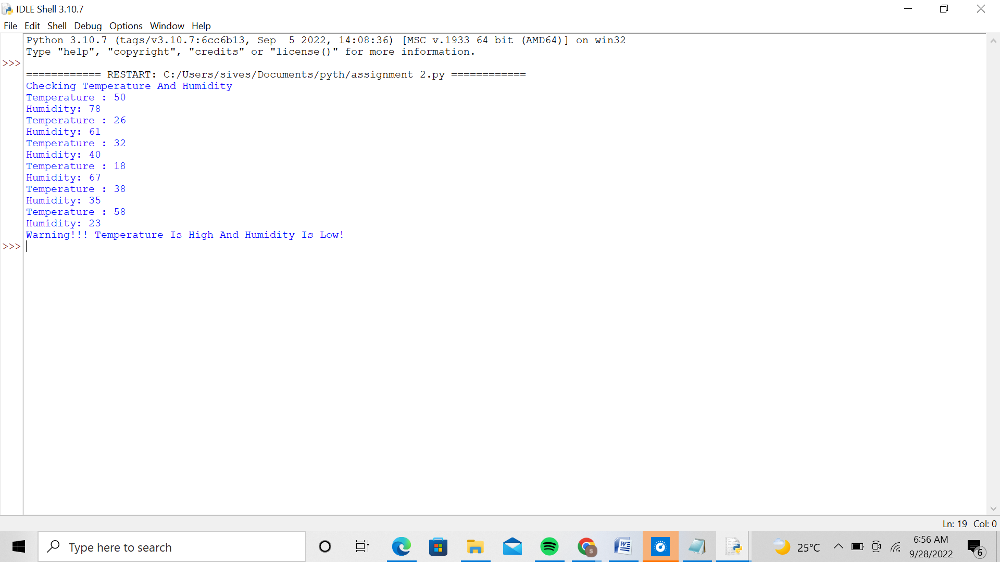 IDLE Shell 3.10.7
File Edit Shell Debug Options Window Help
Python 3.10.7 (tags/v3.10.7:6cc6b13, Sep  5 2022, 14:08:36) [MSC v.1933 64 bit (AMD64)] on win32
Type "help", "copyright", "credits" or "license()" for more information.
>>>
============ RESTART: C:/Users/sives/Documents/pyth/assignment 2.py ============
Checking Temperature And Humidity
Temperature : 50
Humidity: 78
Temperature : 26
Humidity: 61
Temperature : 32
Humidity: 40
Temperature : 18
Humidity: 67
Temperature : 38
Humidity: 35
Temperature : 58
Humidity: 23
Warning!!! Temperature Is High And Humidity Is Low!
>>>
Ln: 19 Col: 0
Type here to search
S
W
25°C
6:56 AM
9/28/2022
6